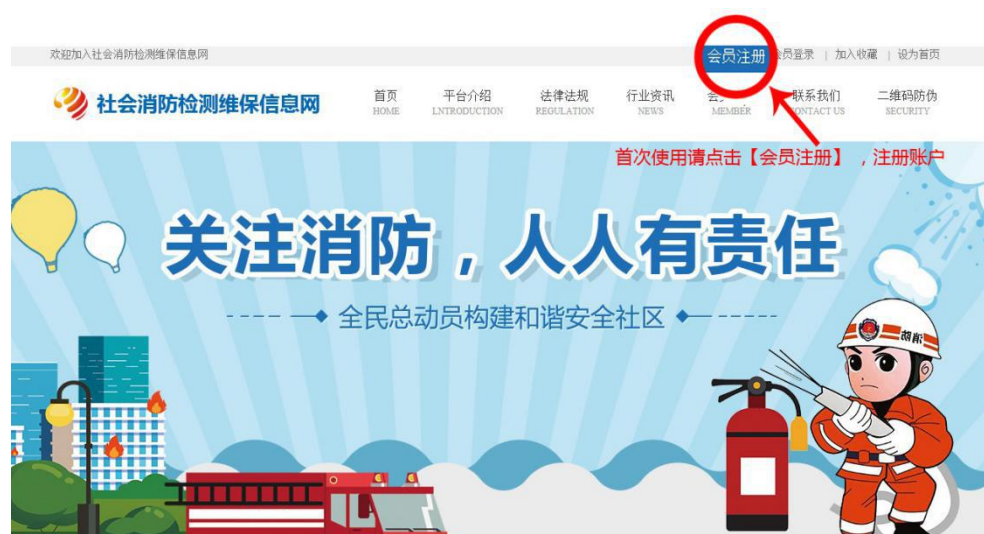 欢迎加入社会消防检测维保信息网 会员注册 员登录 | 加入收藏 | 设为首页
社会消防检测维保信息网 首页 平台介绍 法律法规 行业资讯 联系我们 二维码防伪
HOME LNTRODUCTION REGULATION NEWS MEMBER CONTACT US SECURITY
首次使用请点击【会员注册】，注册账户
关注消防，人人有责任
全民总动员构建和谐安全社区
消防